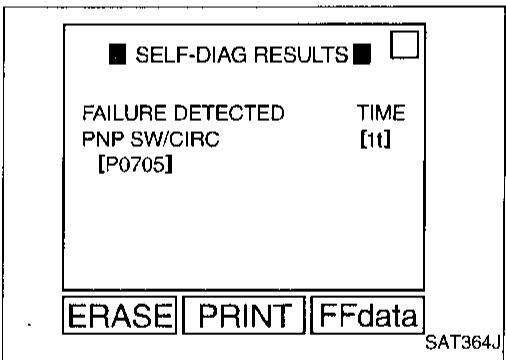 SELF-DIAG RESULTS
FAILURE DETECTED TIME
PNP SW/CIRC [1t]
[P0705]
ERASE PRINT FFdata
SAT364J